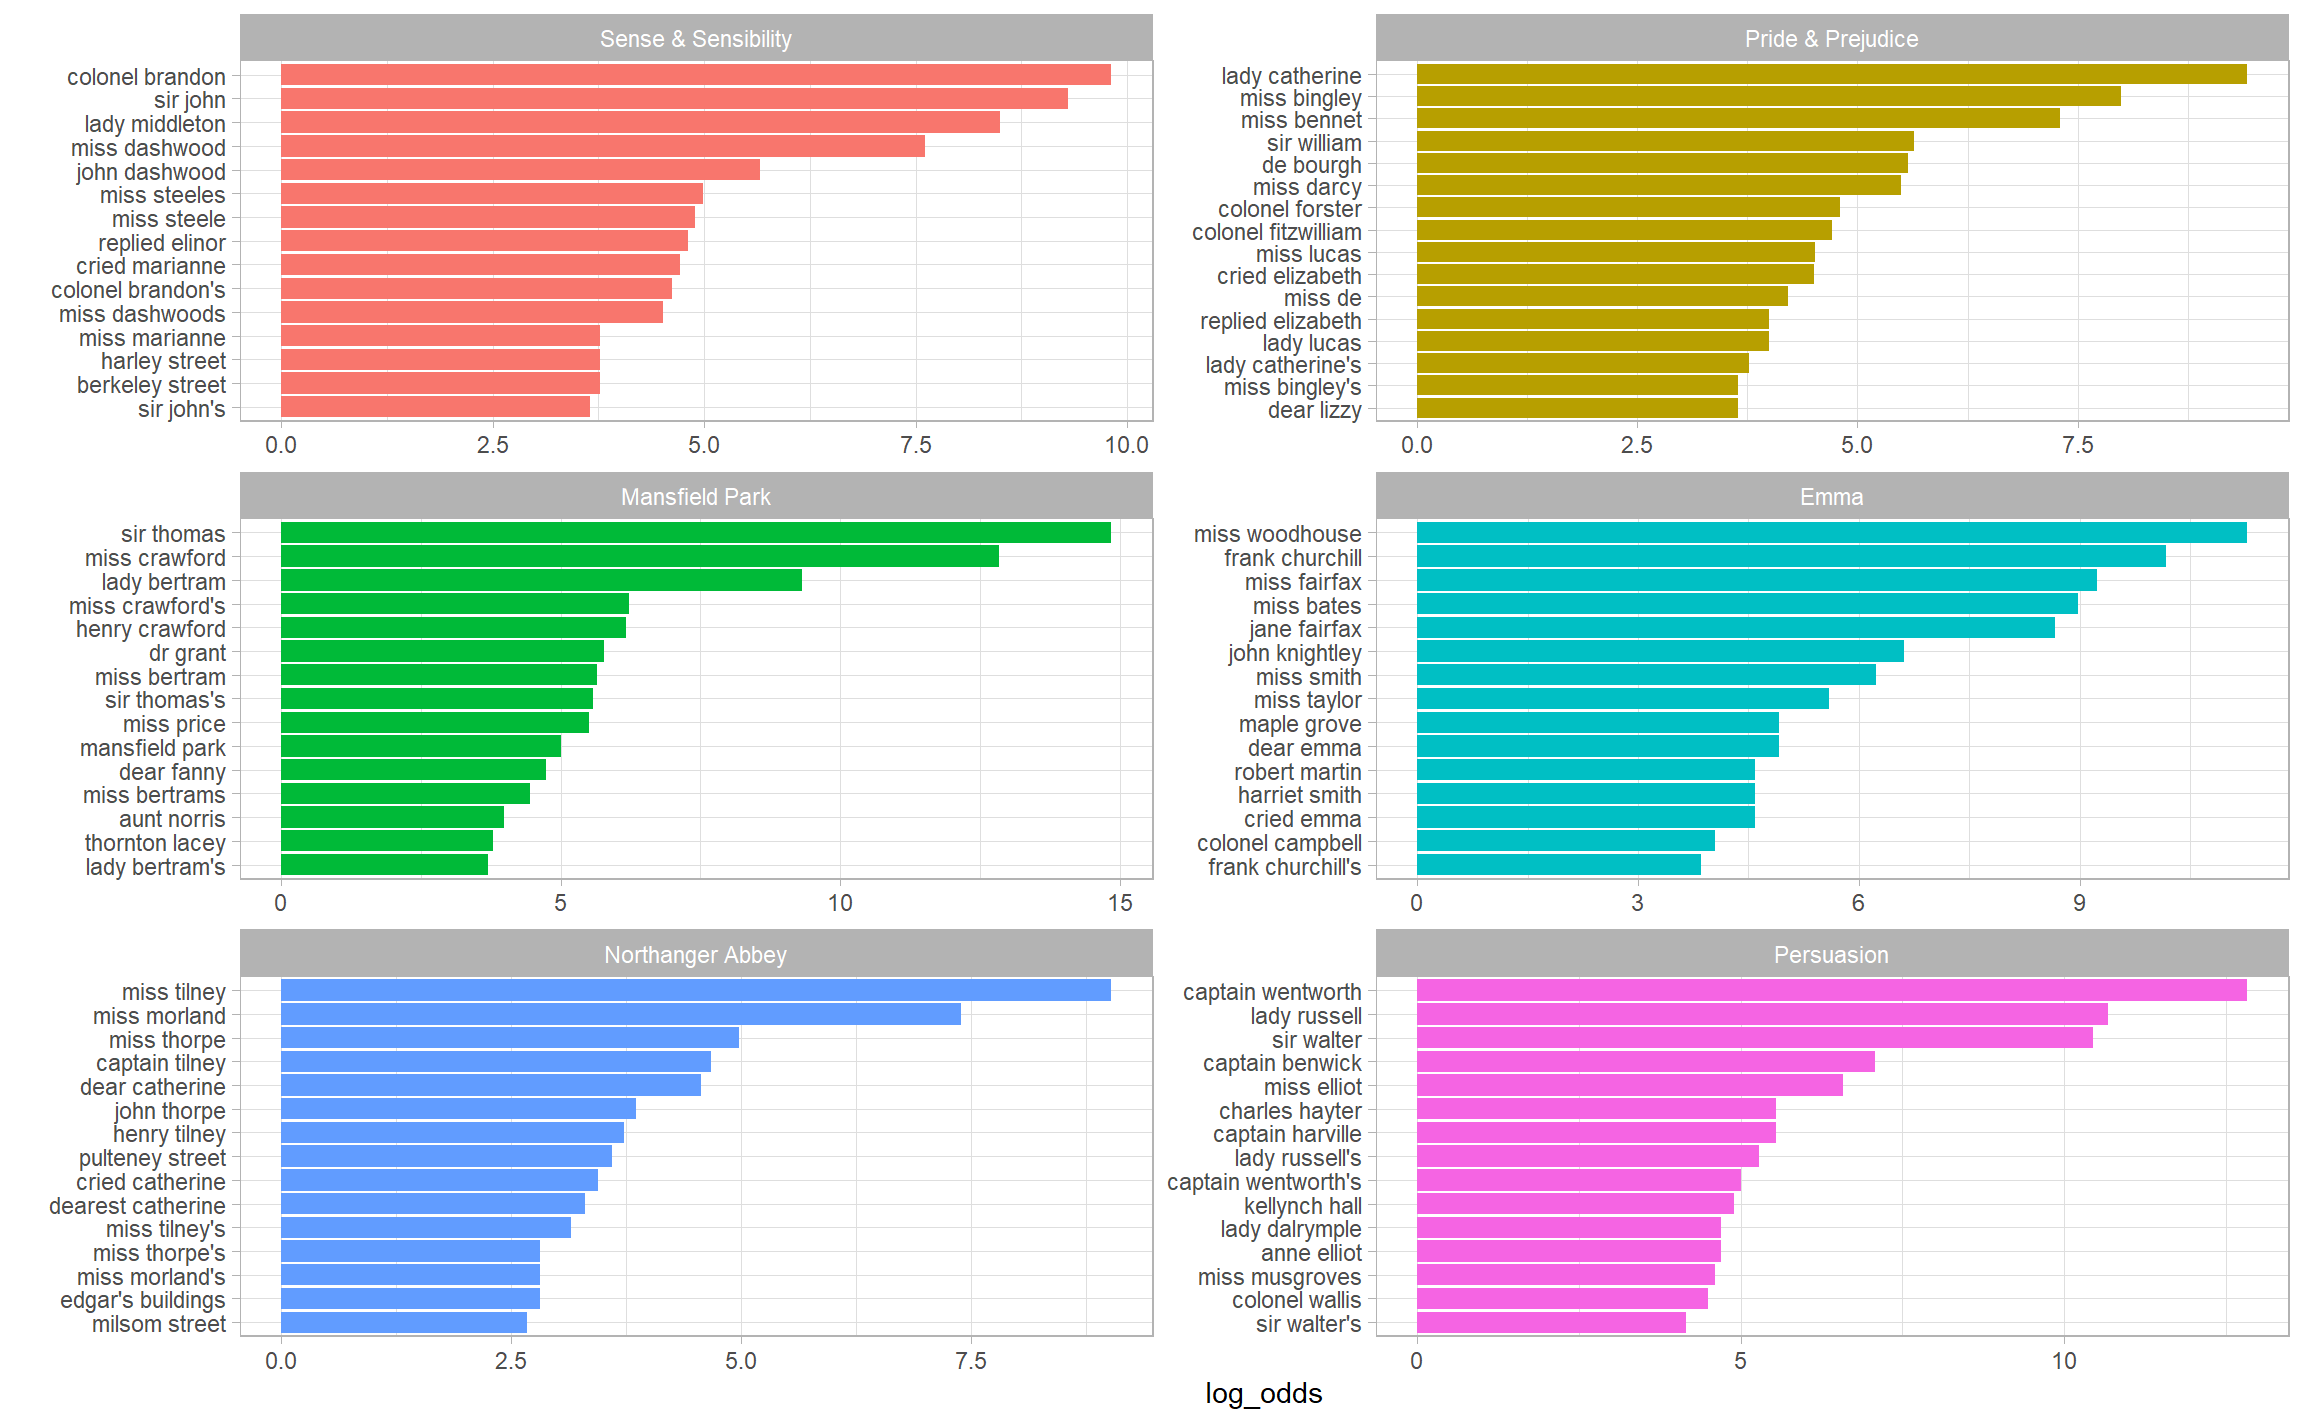 Sense & Sensibility
colonel brandon
sir john
lady middleton
miss dashwood
john dashwood
miss steeles
miss steele
replied elinor
cried marianne
colonel brandon's
miss dashwoods
miss marianne
harley street
berkeley street
sir john's
0.0 2.5 5.0 7.5 10.0
Pride & Prejudice
lady catherine
miss bingley
miss bennet
sir william
de bourgh
miss darcy
colonel forster
colonel fitzwilliam
miss lucas
cried elizabeth
miss de
replied elizabeth
lady lucas
lady catherine's
miss bingley's
dear lizzy
0.0 2.5 5.0 7.5
Mansfield Park
sir thomas
miss crawford
lady bertram
miss crawford's
henry crawford
dr grant
miss bertram
sir thomas's
miss price
mansfield park
dear fanny
miss bertrams
aunt norris
thornton lacey
lady bertram's
0 5 10 15
Emma
miss woodhouse
frank churchill
miss fairfax
miss bates
jane fairfax
john knightley
miss smith
miss taylor
maple grove
dear emma
robert martin
harriet smith
cried emma
colonel campbell
frank churchill's
0 3 6 9
Northanger Abbey
miss tilney
miss morland
miss thorpe
captain tilney
dear catherine
john thorpe
henry tilney
pulteney street
cried catherine
dearest catherine
miss tilney's
miss thorpe's
miss morland's
edgar's buildings
milsom street
0.0 2.5 5.0 7.5
Persuasion
captain wentworth
lady russell
sir walter
captain benwick
miss elliot
charles hayter
captain harville
lady russell's
captain wentworth's
kellynch hall
lady dalrymple
anne elliot
miss musgroves
colonel wallis
sir walter's
0 5 10
log_odds